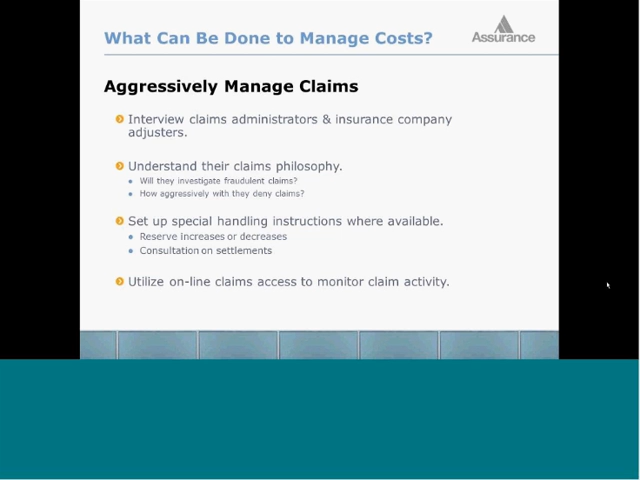 What Can Be Done to Manage Costs?
Assurance
Aggressively Manage Claims
Interview claims administrators & insurance company
adjusters.
Understand their claims philosophy.
Will they investigate fraudulent claims?
How aggressively with they deny claims?
Set up special handling instructions where available.
Reserve increases or decreases
Consultation on settlements
Utilize on-line claims access to monitor claim activity.